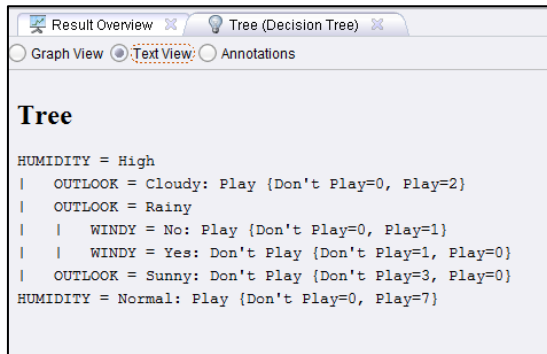 Result Overview Tree (Decision Tree)
Graph View Text View Annotations
Tree
HUMIDITY = High
| OUTLOOK = Cloudy: Play {Don't Play=0, Play=2}
| OUTLOOK = Rainy
| | WINDY = No: Play {Don't Play=0, Play=1}
| | WINDY = Yes: Don't Play {Don't Play=1, Play=0}
| OUTLOOK = Sunny: Don't Play {Don't Play=3, Play=0}
HUMIDITY = Normal: Play {Don't Play=0, Play=7}